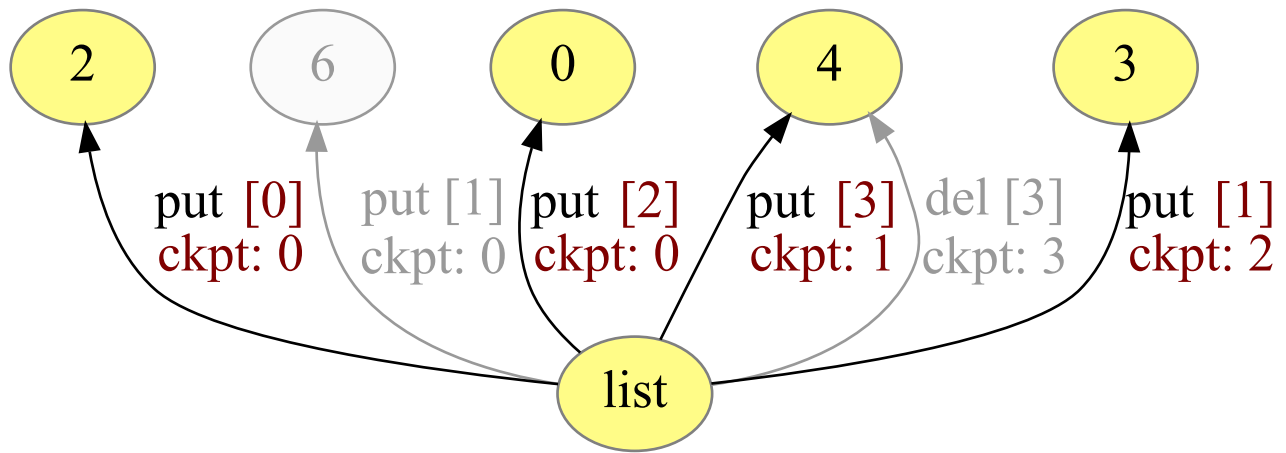 2 6 0 4 3
put [0] put [1] put [2] put [3] del [3] put [1]
ckpt: 0 ckpt: 0 ckpt: 0 ckpt: 1 ckpt: 3 ckpt: 2
list